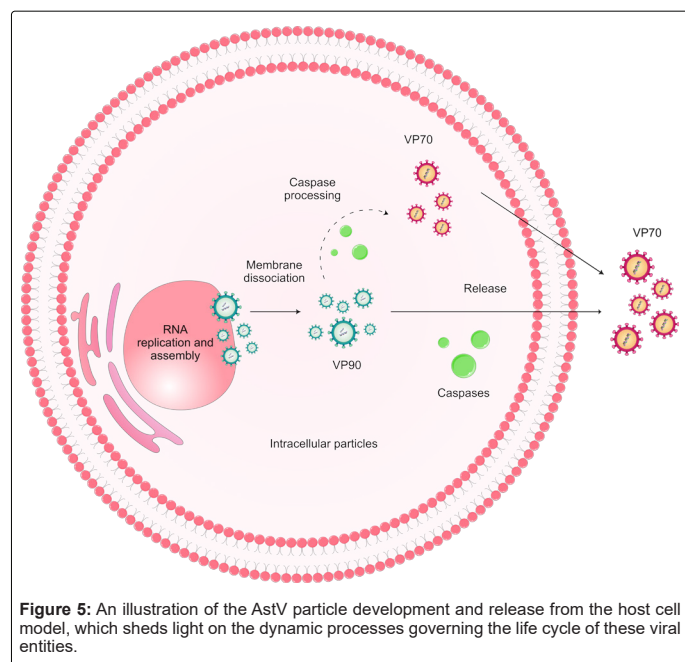 VP70
Caspase
processing
VP70
Membrane
dissociation
Release
RNA
replication and
assembly
VP90
Caspases
Intracellular particles
Figure 5: An illustration of the AstV particle development and release from the host cell
model, which sheds light on the dynamic processes governing the life cycle of these viral
entities.